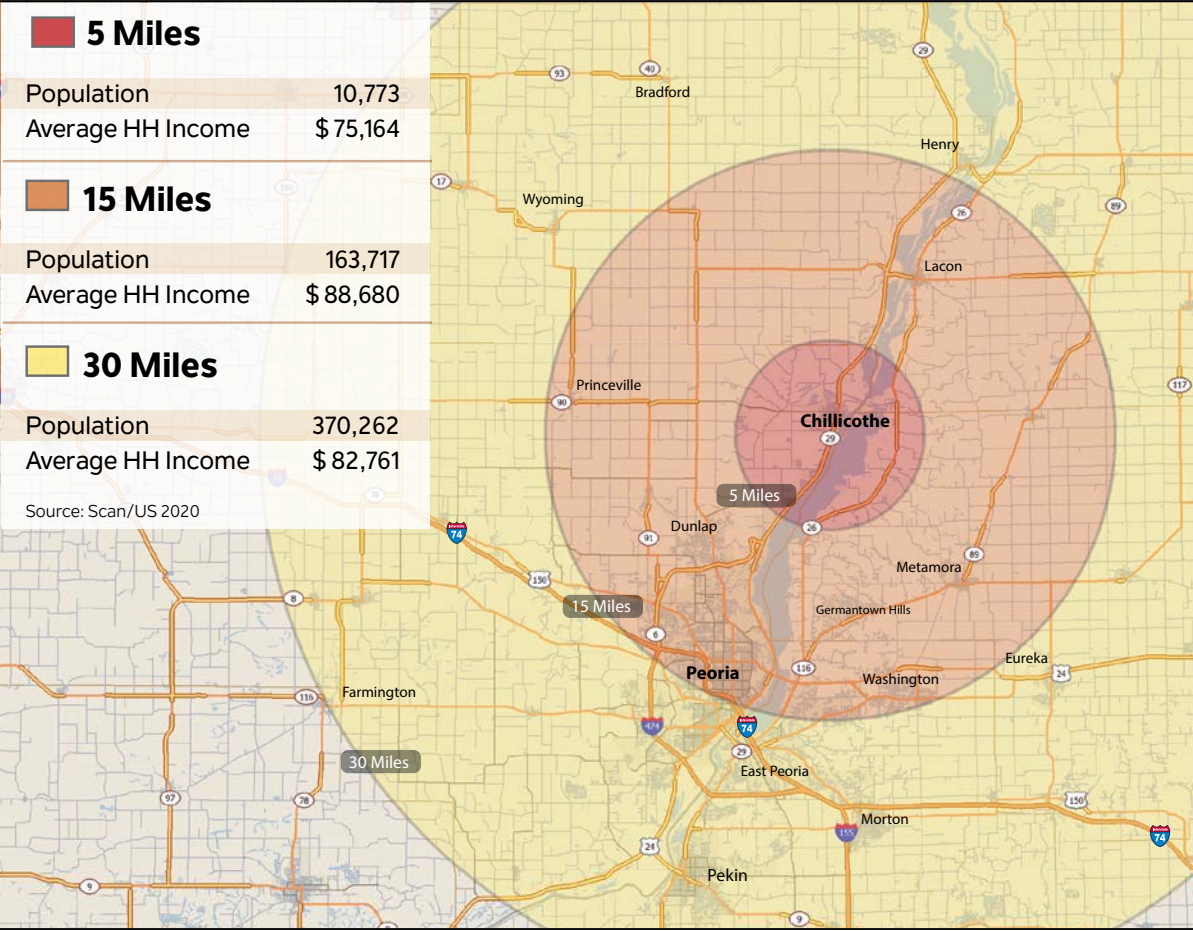 5 Miles
Population 10,773
Average HH Income $ 75,164
15 Miles
Population 163,717
Average HH Income $ 88,680
30 Miles
Population 370,262
Average HH Income $ 82,761
Source: Scan/US 2020
29
93
40
Bradford
Henry
17
Wyoming
26
89
Lacon
Princeville
90
117
Chillicothe
29
5 Miles
Dunlap
26
74
91
89
Metamora
150
15 Miles
Germantown Hills
8
6
Peoria
116
Washington
Eureka
24
116
Farmington
474
74
29
30 Miles
East Peoria
97
78
150
Morton
155
74
24
Pekin
9
9